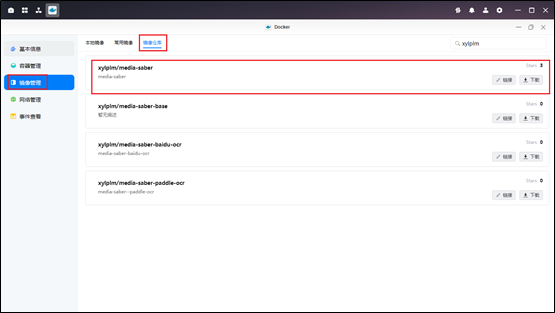 Docker
基本信息
容器管理
镜像管理
网络管理
事件查看
本地镜像 常用镜像 镜像仓库
xylplm
xylplm/media-saber
Stars 3
media-saber
链接 下载
xylplm/media-saber-base
Stars 0
暂无描述
链接 下载
xylplm/media-saber-baidu-ocr
Stars 0
media-saber-baidu-ocr
链接 下载
xylplm/media-saber-paddle-ocr
Stars 0
media-saber--paddle-ocr
链接 下载